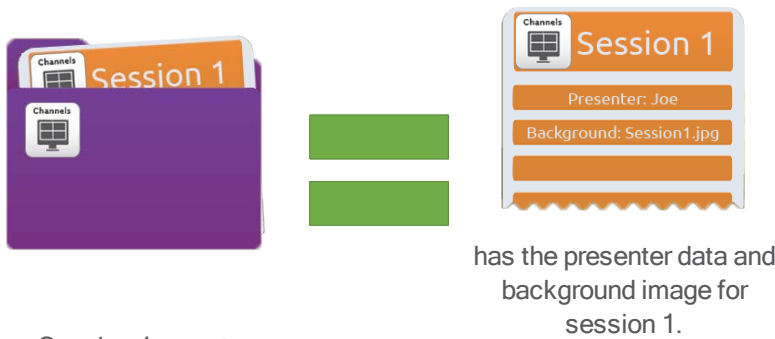 Channels
Session 1
Channels
Channels
Session 1
Presenter: Joe
Background: Session1.jpg
has the presenter data and
background image for
session 1.